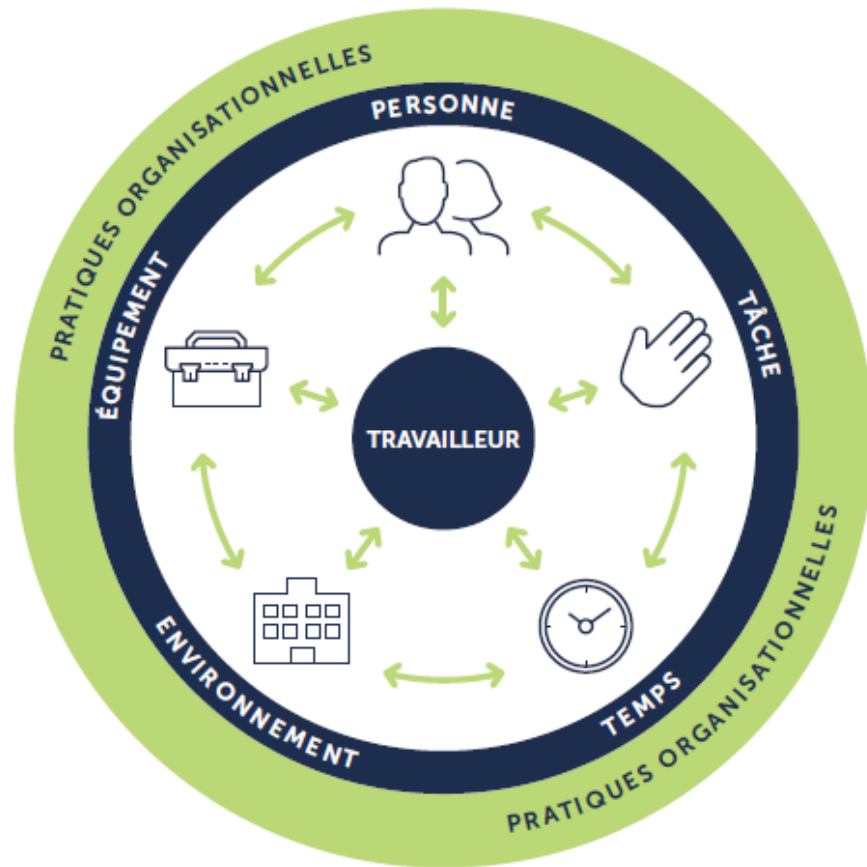 PRATIQUES ORGANISATIONNELLES
PERSONNE
ÉQUIPEMENT
TÂCHE
TRAVAILLEUR
ENVIRONNEMENT
TEMPS
PRATIQUES ORGANISATIONNELLES